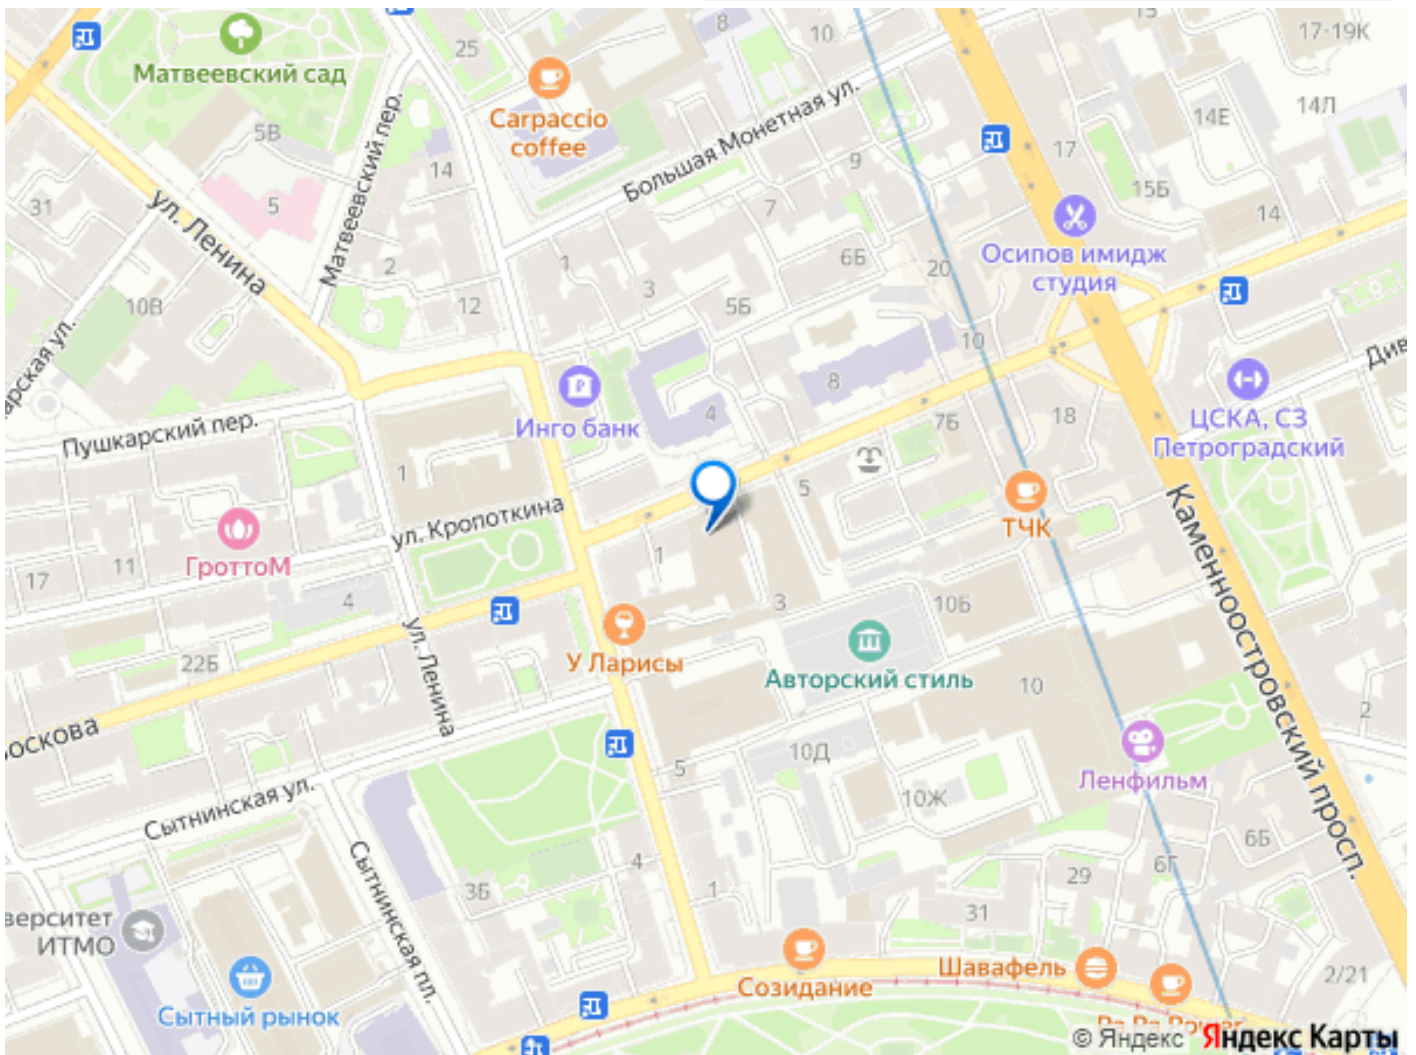 8
10
15
17-19К
25
Матвеевский сад
Carpaccio
coffee
Большая Монетная ул.
14Е
14Л
5В
Матвеевский пер.
14
9
17
15Б
31
5
ул. Ленина
7
14
Осипов имидж
студия
2
1
6Б
20
3
10В
12
5Б
10
8
4
Инго банк
7Б
18
ЦСКА, СЗ
Петроградский
Пушкарский пер.
1
5
ул. Кропоткина
ТЧК
ГроттоМ
17
11
1
4
3
10Б
Каменноостровский просп.
У Ларисы
22Б
ул. Ленина
Авторский стиль
10
2
10Д
5
Ленфильм
Сытнинская ул.
10Ж
6Б
4
6Г
3Б
1
29
31
Сытнинская пл.
ИТМО
Шавафель
2/21
Созидание
Сытный рынок
© Яндекс Яндекс Карты